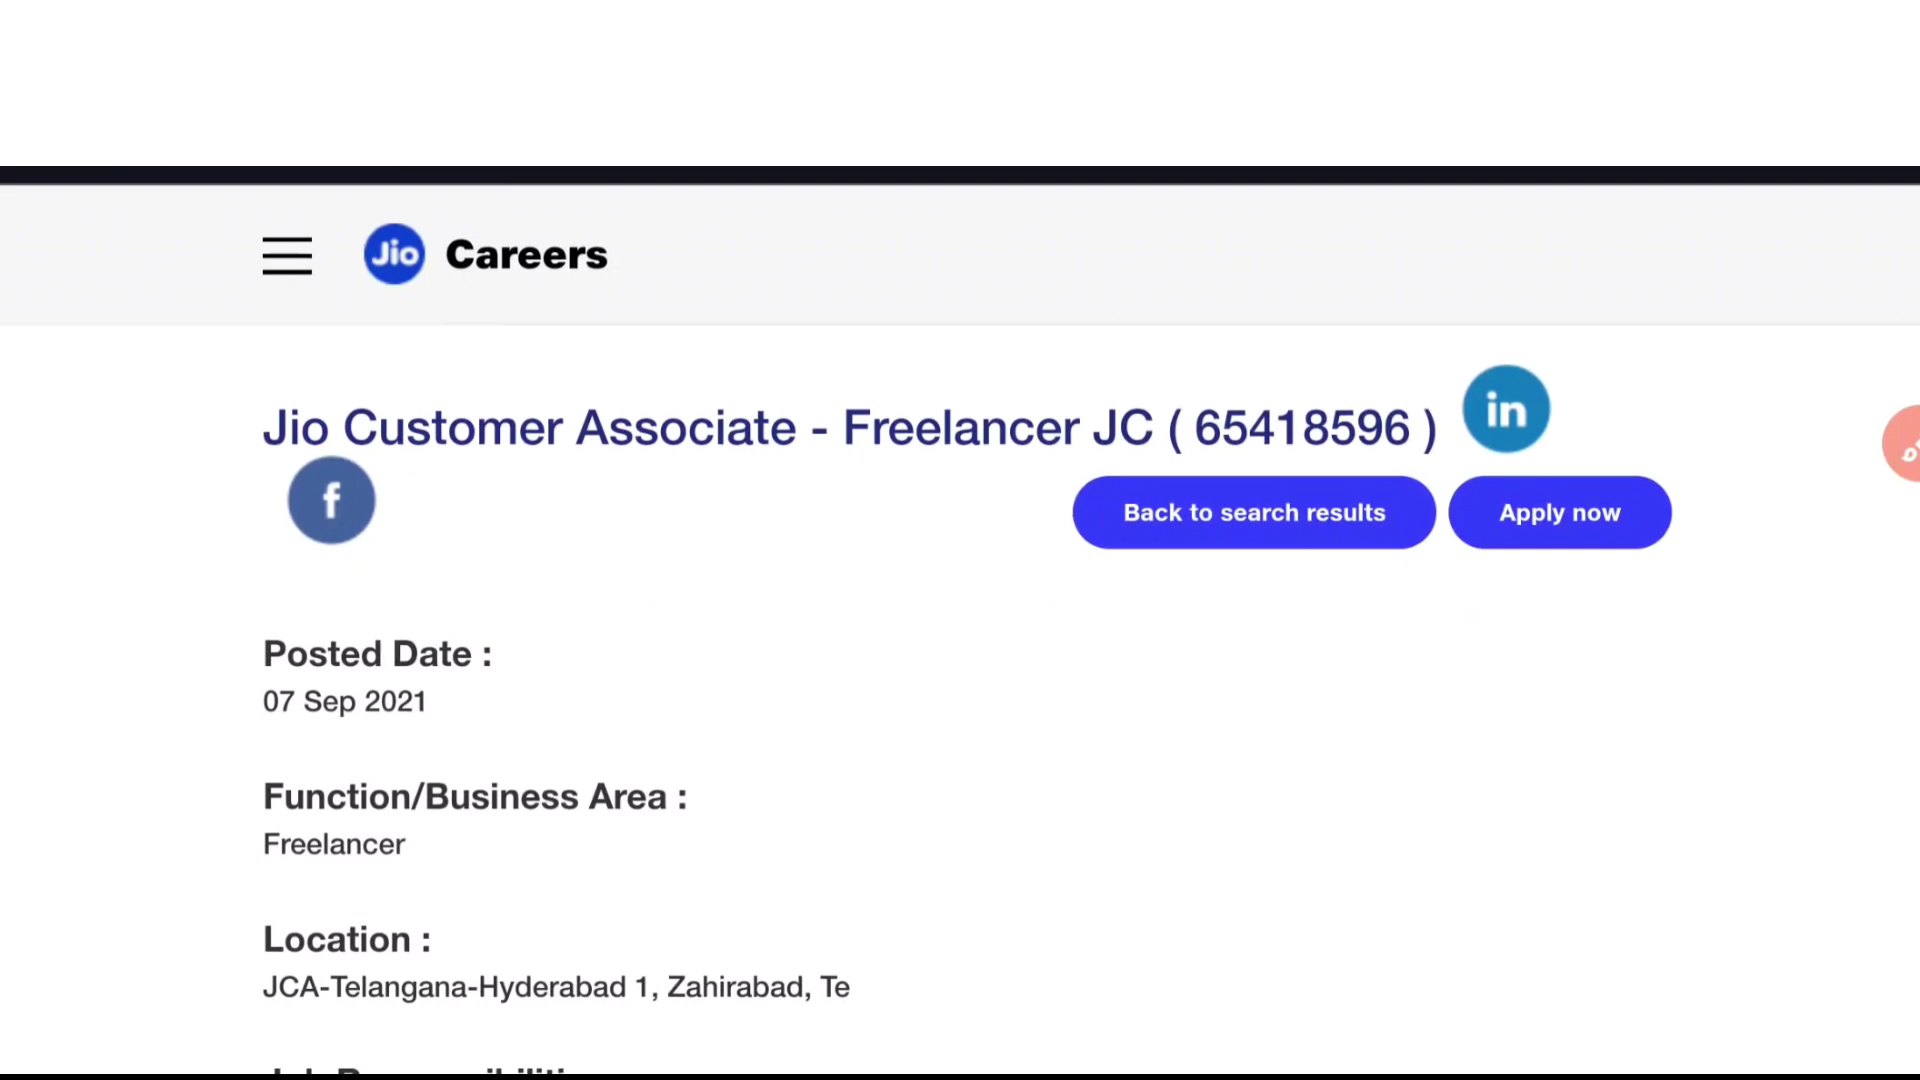 Jio Careers
Jio Customer Associate - Freelancer JC ( 65418596 ) in
f
Back to search results Apply now
Posted Date :
07 Sep 2021
Function/Business Area :
Freelancer
Location :
JCA-Telangana-Hyderabad 1, Zahirabad, Te